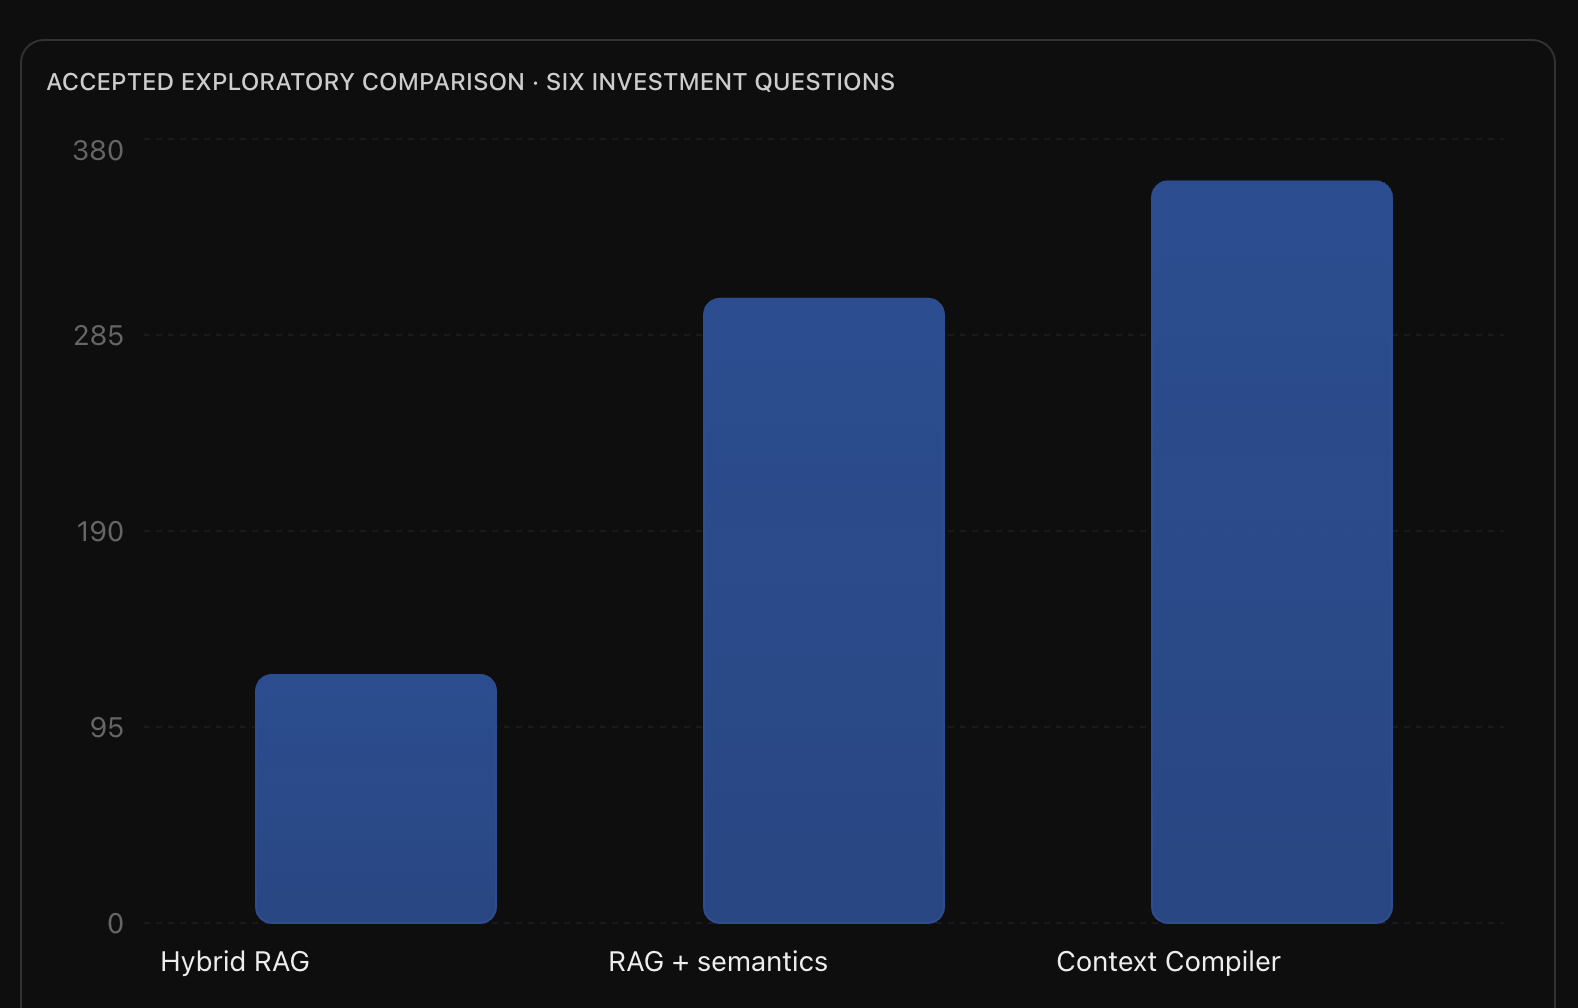 ACCEPTED EXPLORATORY COMPARISON · SIX INVESTMENT QUESTIONS
380
285
190
95
0
Hybrid RAG
RAG + semantics
Context Compiler